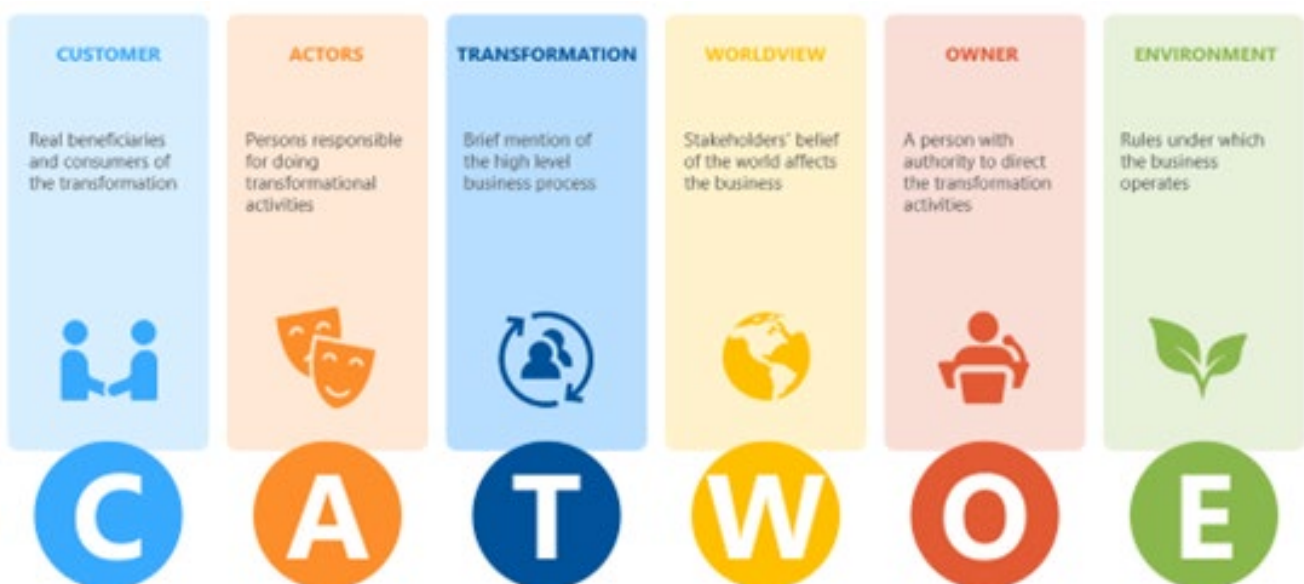 CUSTOMER
Real beneficiaries
and consumers of
the transformation
ACTORS
Persons responsible
for doing
transformational
activities
TRANSFORMATION
Brief mention of
the high level
business process
WORLDVIEW
Stakeholders' belief
of the world affects
the business
OWNER
A person with
authority to direct
the transformation
activities
ENVIRONMENT
Rules under which
the business
operates
C A T W O E